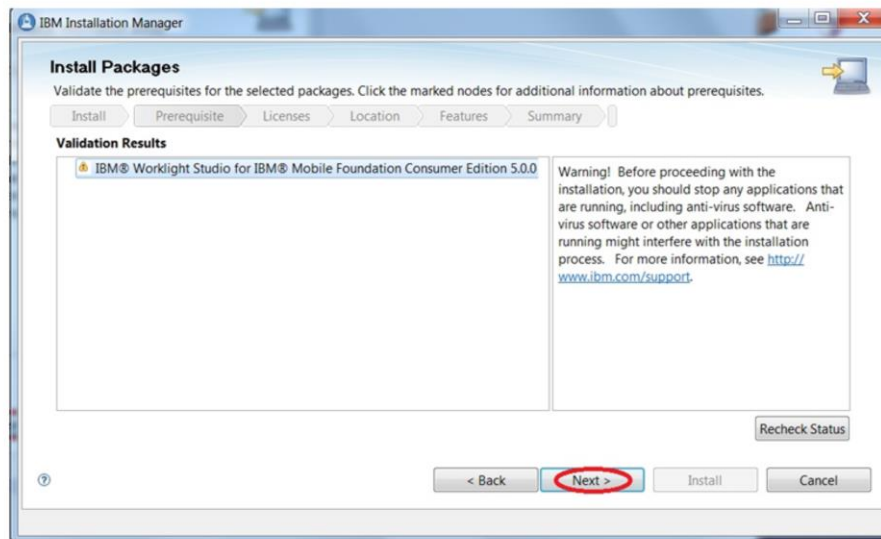 IBM Installation Manager
Install Packages
Validate the prerequisites for the selected packages. Click the marked nodes for additional information about prerequisites.
Install Prerequisite Licenses Location Features Summary
Validation Results
IBM® Worklight Studio for IBM® Mobile Foundation Consumer Edition 5.0.0
Warning! Before proceeding with the
installation, you should stop any applications that
are running, including anti-virus software. Anti-
virus software or other applications that are
running might interfere with the installation
process. For more information, see http://
www.ibm.com/support.
Recheck Status
? < Back Next > Install Cancel